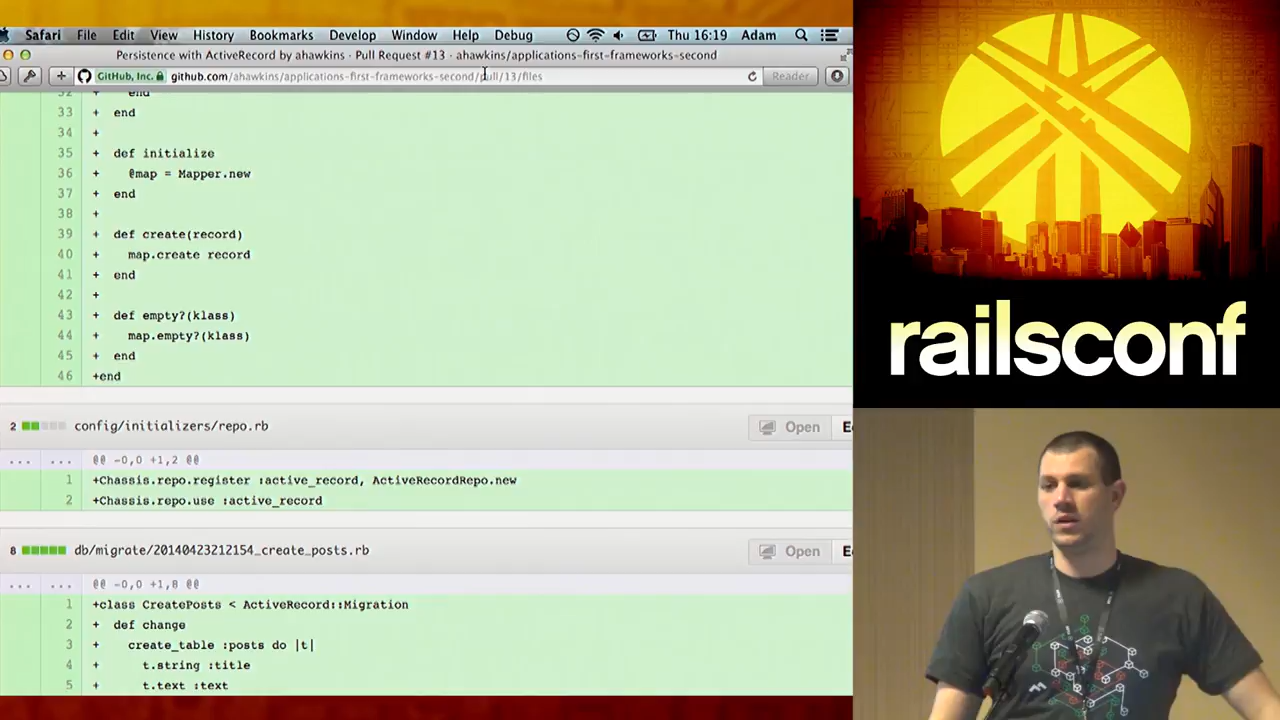 Safari File Edit View History Bookmarks Develop Window Help Debug Thu 16:19 Adam
Persistence with ActiveRecord by ahawkins · Pull Request #13 · ahawkins/applications-first-frameworks-second
GitHub, Inc. github.com/ahawkins/applications-first-frameworks-second/pull/13/files Reader
32 + end
33 + end
34 +
35 + def initialize
36 + @map = Mapper.new
37 + end
38 +
39 + def create(record)
40 + map.create record
41 + end
42 +
43 + def empty?(klass)
44 + map.empty?(klass)
45 + end
46 +end
2 config/initializers/repo.rb Open
... ... @@ -0,0 +1,2 @@
1 +Chassis.repo.register :active_record, ActiveRecordRepo.new
2 +Chassis.repo.use :active_record
8 db/migrate/20140423212154_create_posts.rb Open
... ... @@ -0,0 +1,8 @@
1 +class CreatePosts < ActiveRecord::Migration
2 + def change
3 + create_table :posts do |t|
4 + t.string :title
5 + t.text :text
railsconf